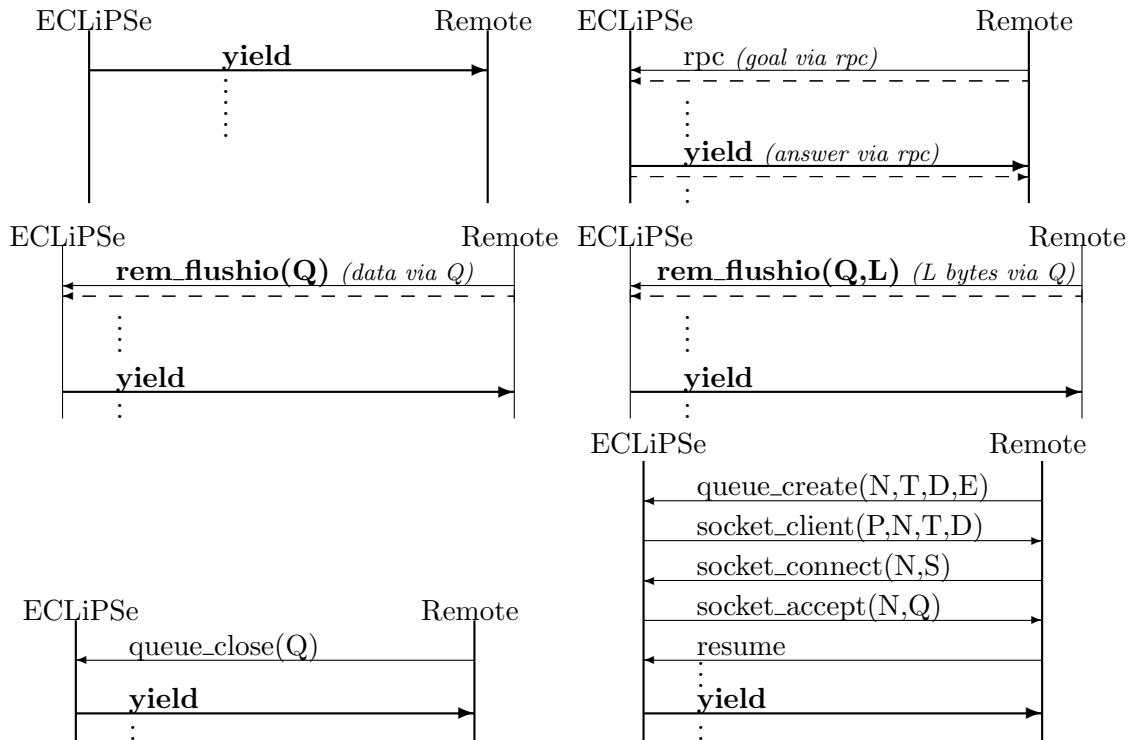 ECLiPSe Remote
yield
ECLiPSe Remote
rpc (goal via rpc)
yield (answer via rpc)
ECLiPSe Remote
rem_flushio(Q) (data via Q)
yield
ECLiPSe Remote
rem_flushio(Q,L) (L bytes via Q)
yield
ECLiPSe Remote
queue_close(Q)
yield
ECLiPSe Remote
queue_create(N,T,D,E)
socket_client(P,N,T,D)
socket_connect(N,S)
socket_accept(N,Q)
resume
yield